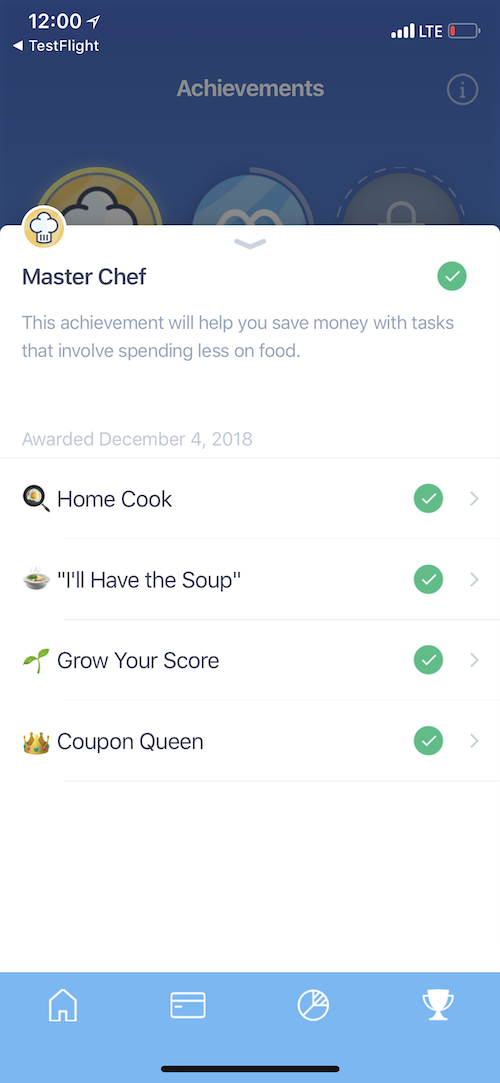 12:00
LTE
TestFlight
Achievements
Master Chef
This achievement will help you save money with tasks
that involve spending less on food.
Awarded December 4, 2018
Home Cook
"I'll Have the Soup"
Grow Your Score
Coupon Queen